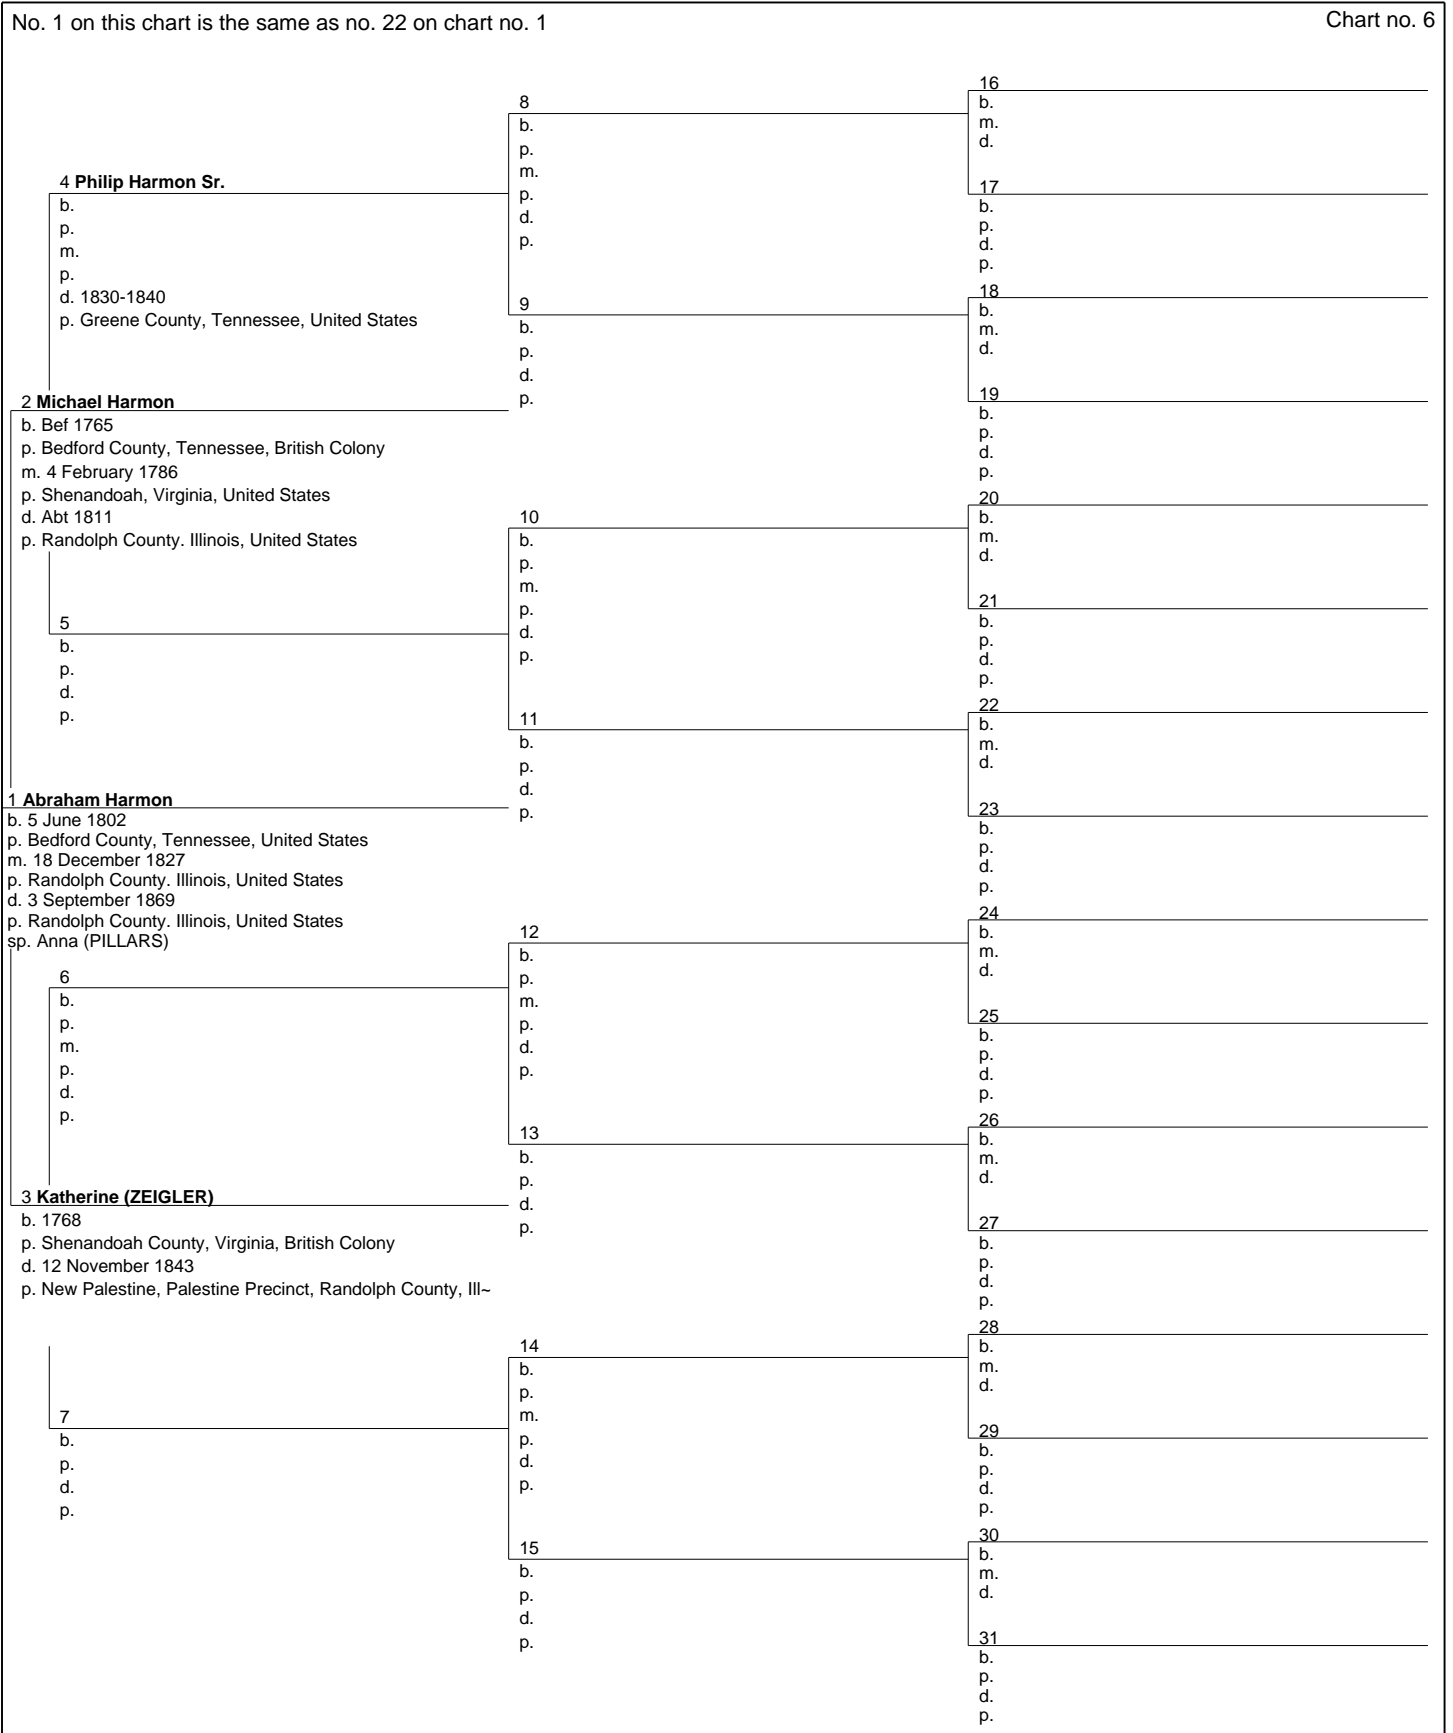 No. 1 on this chart is the same as no. 22 on chart no. 1
Chart no. 6
4 Philip Harmon Sr.
b.
p.
m.
p.
d. 1830-1840
p. Greene County, Tennessee, United States
2 Michael Harmon
b. Bef 1765
p. Bedford County, Tennessee, British Colony
m. 4 February 1786
p. Shenandoah, Virginia, United States
d. Abt 1811
p. Randolph County. Illinois, United States
5
b.
p.
d.
p.
1 Abraham Harmon
b. 5 June 1802
p. Bedford County, Tennessee, United States
m. 18 December 1827
p. Randolph County. Illinois, United States
d. 3 September 1869
p. Randolph County. Illinois, United States
sp. Anna (PILLARS)
6
b.
p.
m.
p.
d.
p.
3 Katherine (ZEIGLER)
b. 1768
p. Shenandoah County, Virginia, British Colony
d. 12 November 1843
p. New Palestine, Palestine Precinct, Randolph County, Ill~
7
b.
p.
d.
p.
8
b.
p.
m.
p.
d.
p.
9
b.
p.
d.
p.
10
b.
p.
m.
p.
d.
p.
11
b.
p.
d.
p.
12
b.
p.
m.
p.
d.
p.
13
b.
p.
d.
p.
14
b.
p.
m.
p.
d.
p.
15
b.
p.
d.
p.
16
b.
m.
d.
17
b.
p.
d.
p.
18
b.
m.
d.
19
b.
p.
d.
p.
20
b.
m.
d.
21
b.
p.
d.
p.
22
b.
m.
d.
23
b.
p.
d.
p.
24
b.
m.
d.
25
b.
p.
d.
p.
26
b.
m.
d.
27
b.
p.
d.
p.
28
b.
m.
d.
29
b.
p.
d.
p.
30
b.
m.
d.
31
b.
p.
d.
p.